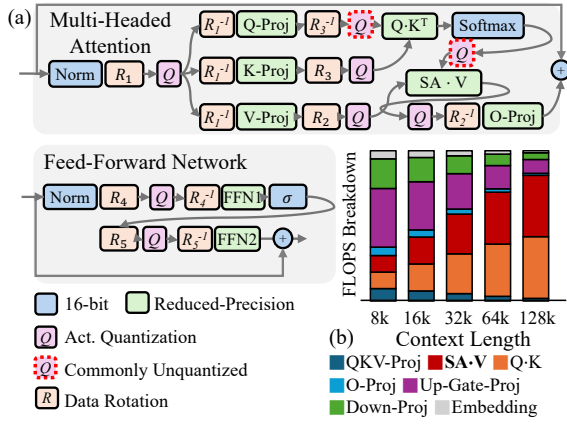 (a) Multi-Headed
Attention
R₁⁻¹ Q-Proj R₃⁻¹ Q Q·Kᵀ Softmax
Q
Norm R₁ Q R₁⁻¹ K-Proj R₃ Q SA · V +
R₁⁻¹ V-Proj R₂ Q Q R₂⁻¹ O-Proj
Feed-Forward Network
Norm R₄ Q R₄⁻¹ FFN1 σ
R₅ Q R₅⁻¹ FFN2 +
16-bit Reduced-Precision
Q Act. Quantization
Q Commonly Unquantized
R Data Rotation
FLOPS Breakdown
8k 16k 32k 64k 128k
(b) Context Length
QKV-Proj SA·V Q·K
O-Proj Up-Gate-Proj
Down-Proj Embedding